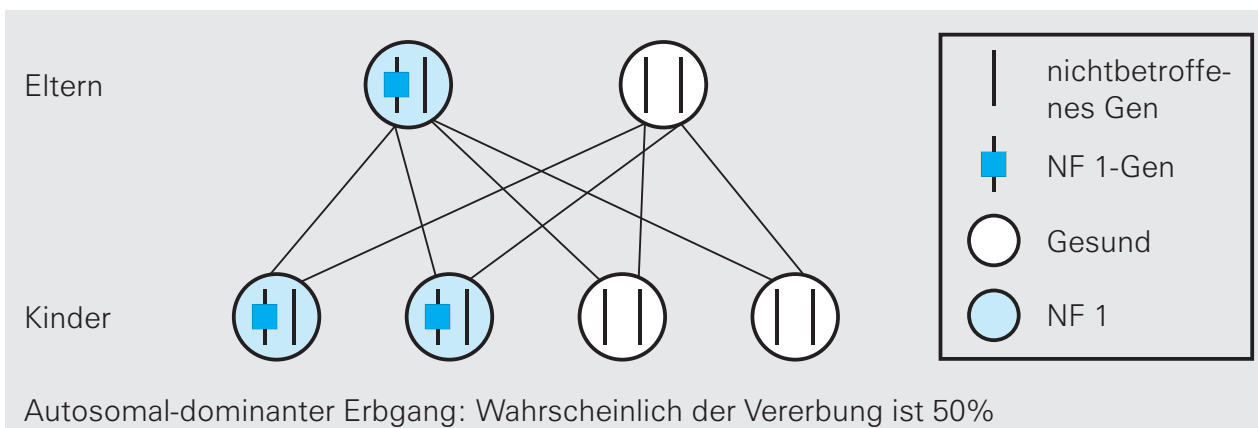 Eltern
nichtbetroffe-
nes Gen
NF 1-Gen
Gesund
Kinder
NF 1
Autosomal-dominanter Erbgang: Wahrscheinlich der Vererbung ist 50%